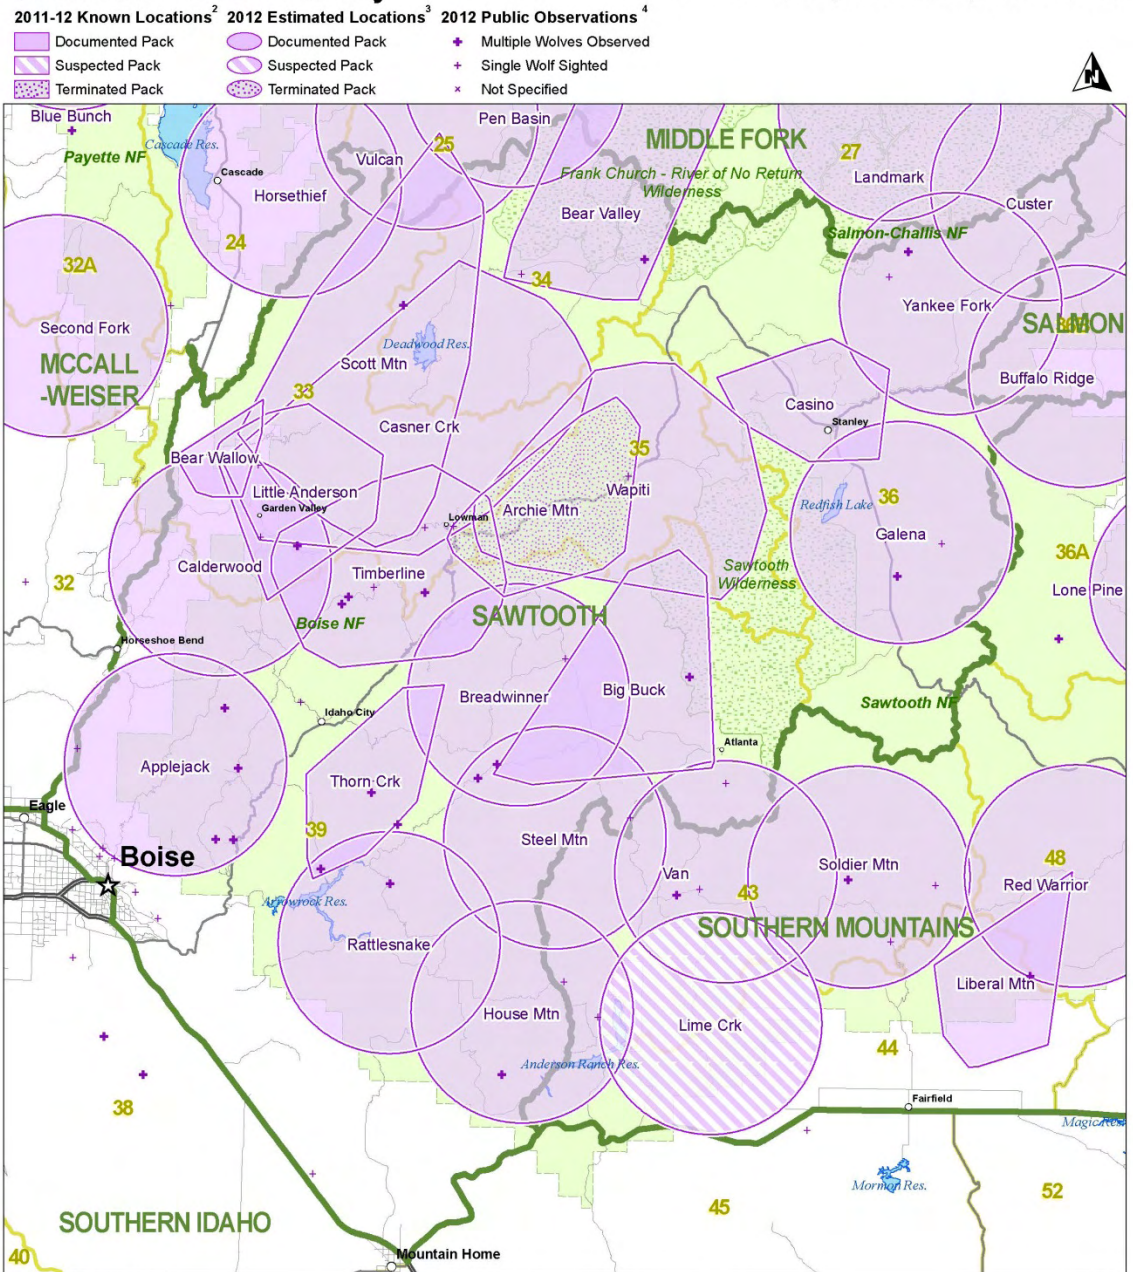 2011-12 Known Locations2 2012 Estimated Locations3 2012 Public Observations4
Documented Pack Documented Pack Multiple Wolves Observed
Suspected Pack Suspected Pack Single Wolf Sighted
Terminated Pack Terminated Pack Not Specified
N
Blue Bunch
Pen Basin
Payette NF
Cascade Res.
25
MIDDLE FORK
27
Vulcan
Cascade
Frank Church - River of No Return
Wilderness
Landmark
Horsethief
Bear Valley
Custer
24
Salmon-Challis NF
32A
34
Yankee Fork
Second Fork
SALMON
Deadwood Res.
MCCALL
-WEISER
Scott Mtn
Buffalo Ridge
33
Casino
Stanley
Casner Crk
35
Bear Wallow
Little Anderson
Wapiti
36
Garden Valley
Lowman
Archie Mtn
Redfish Lake
Galena
36A
Calderwood
Timberline
Sawtooth
Wilderness
32
Lone Pine
SAWTOOTH
Boise NF
Horseshoe Bend
Breadwinner
Big Buck
Sawtooth NF
Idaho City
Atlanta
Applejack
Thorn Crk
Eagle
39
Steel Mtn
Boise
Van
Soldier Mtn
48
43
Red Warrior
Arrowrock Res.
SOUTHERN MOUNTAINS
Rattlesnake
Liberal Mtn
House Mtn
Lime Crk
44
Anderson Ranch Res.
38
Fairfield
Magic Res.
Mormon Res.
52
45
SOUTHERN IDAHO
40
Mountain Home